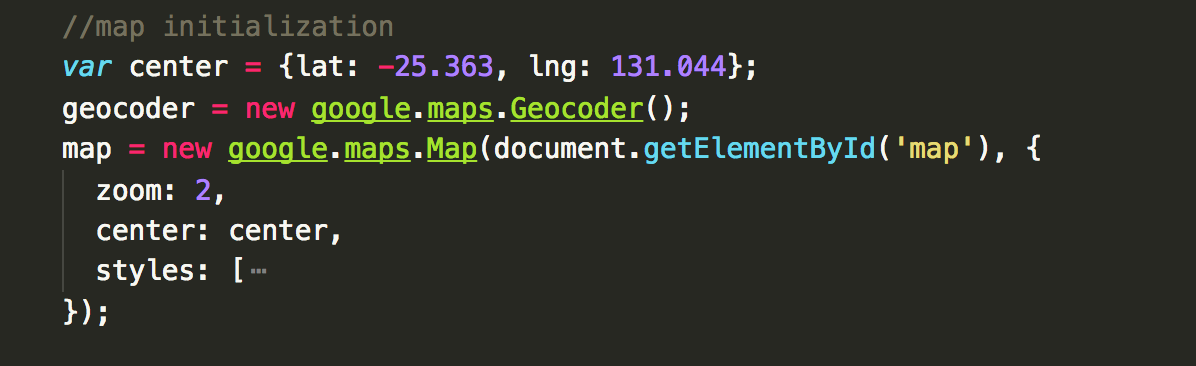 //map initialization
var center = {lat: -25.363, lng: 131.044};
geocoder = new google.maps.Geocoder();
map = new google.maps.Map(document.getElementById('map'), {
zoom: 2,
center: center,
styles: [⋯
});